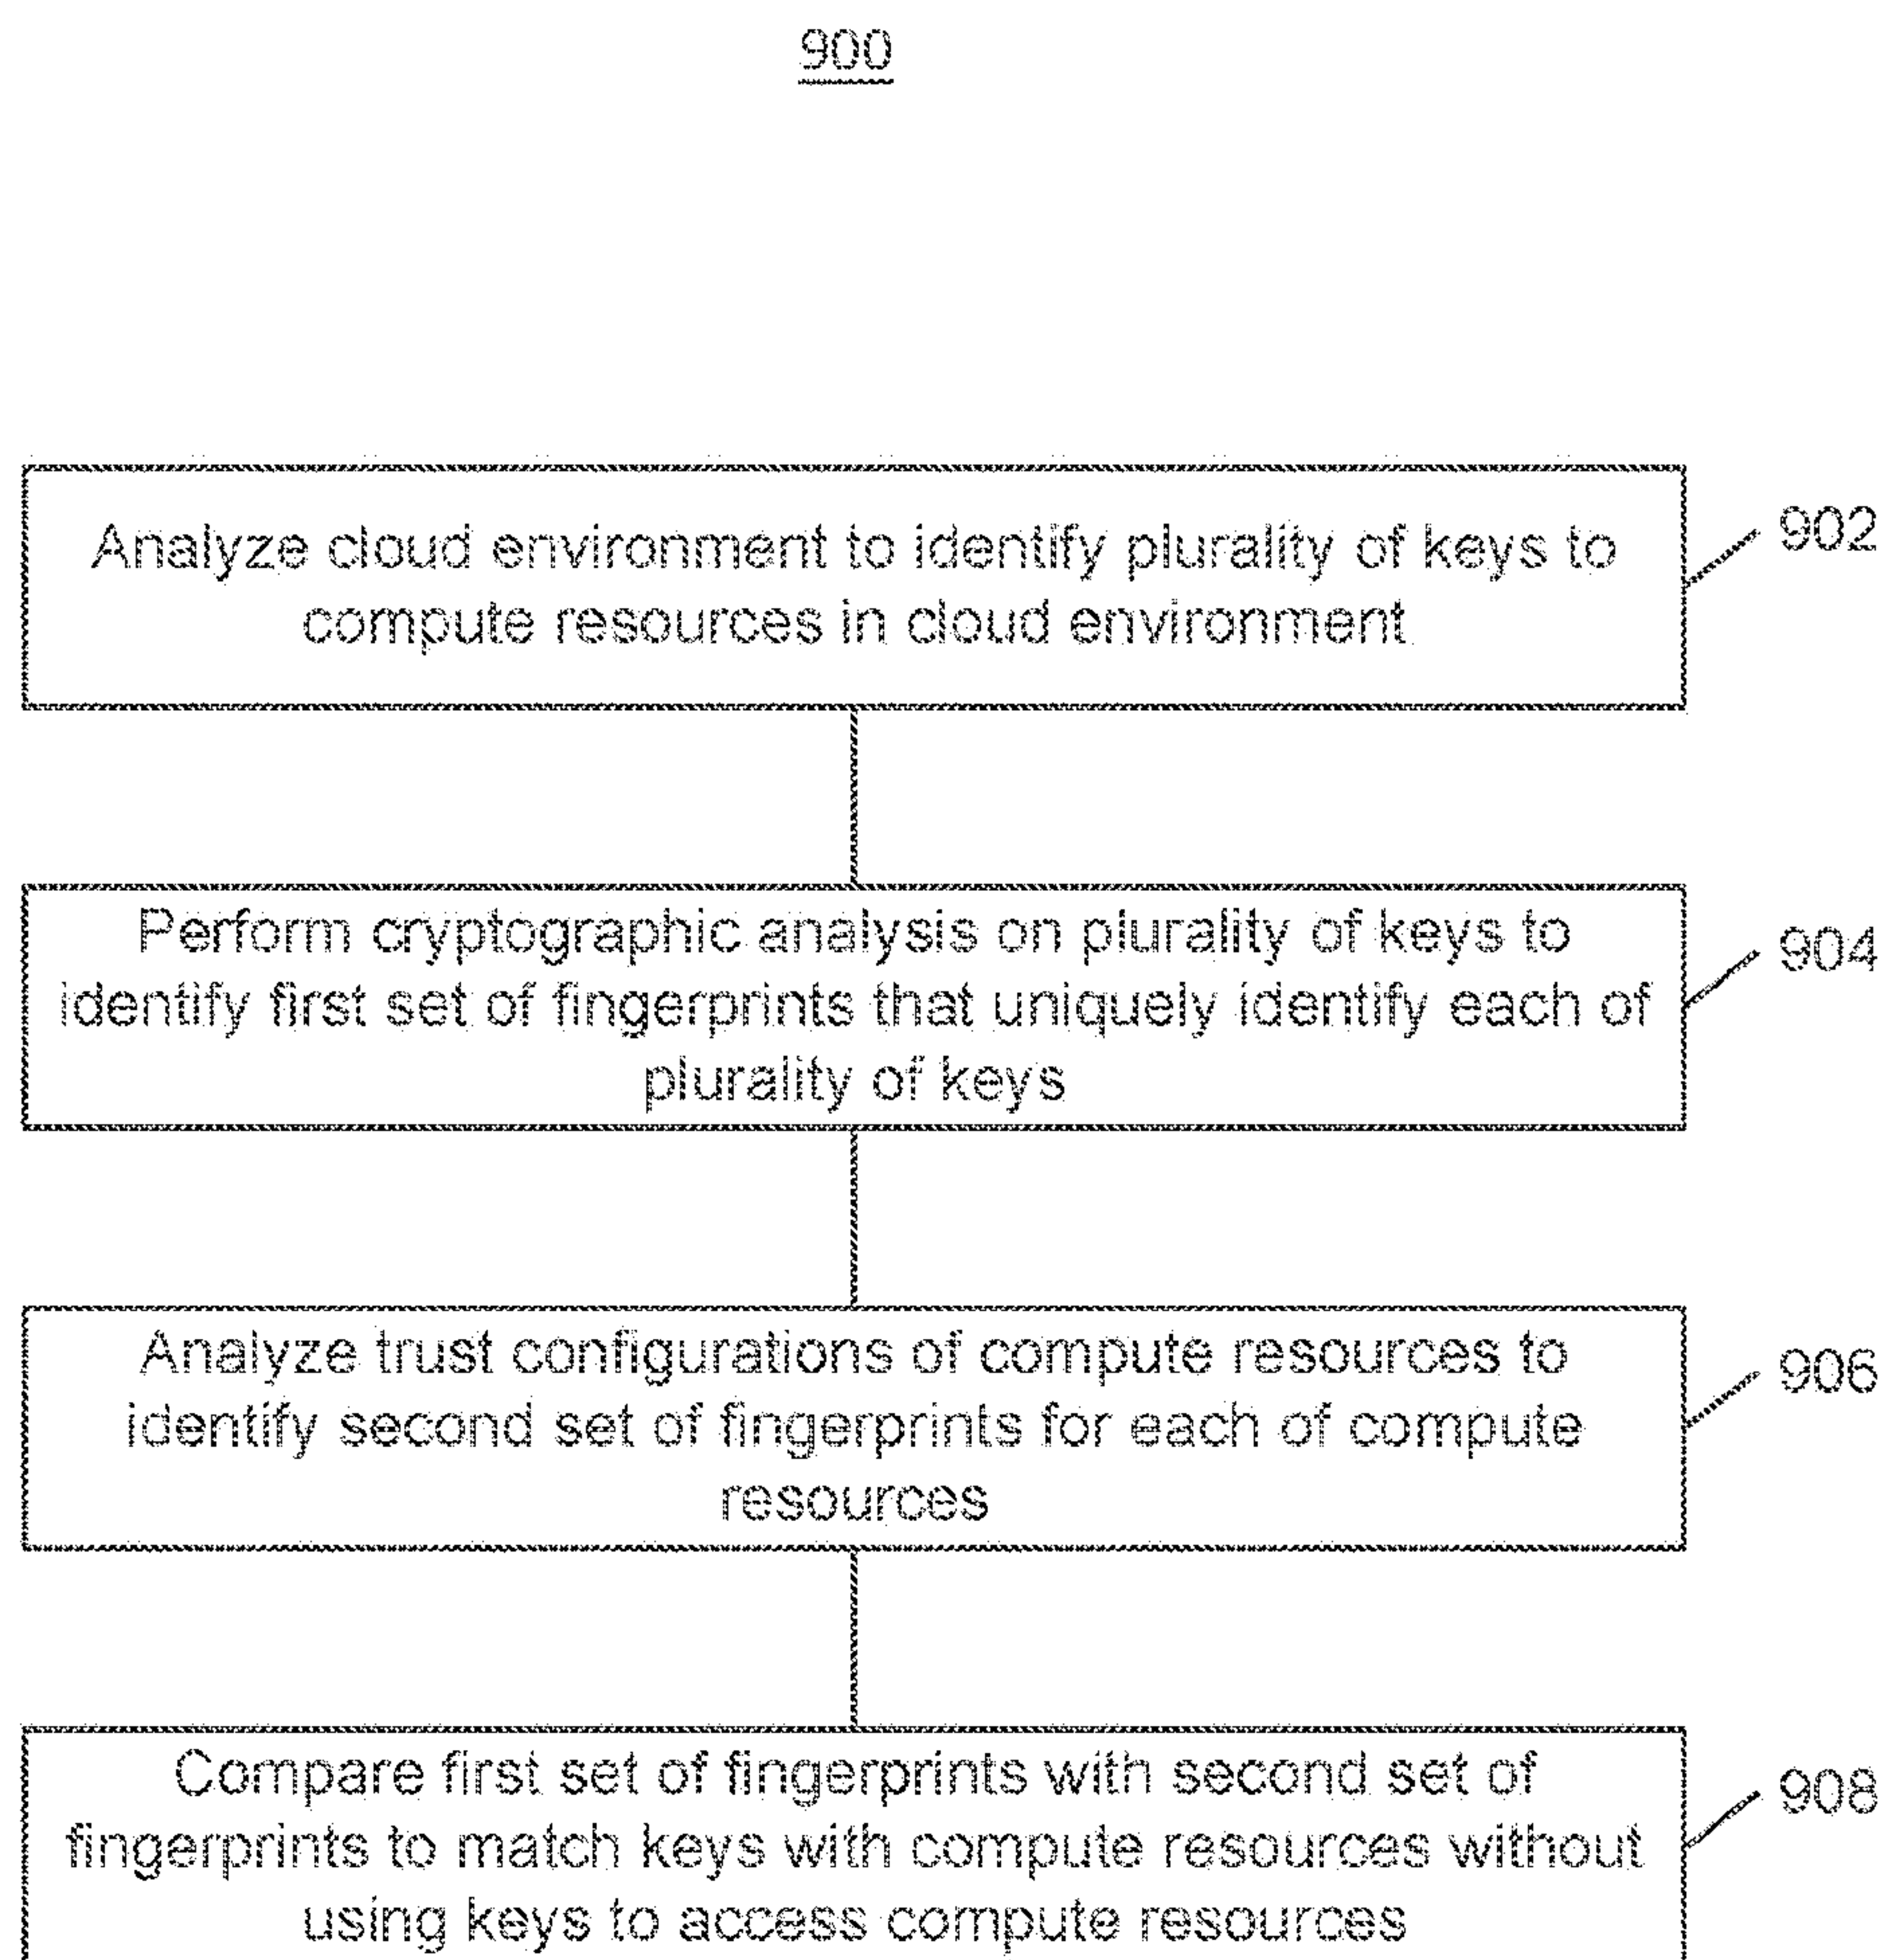 900
Analyze cloud environment to identify plurality of keys to
compute resources in cloud environment
902
Perform cryptographic analysis on plurality of keys to
identify first set of fingerprints that uniquely identify each of
plurality of keys
904
Analyze trust configurations of compute resources to
identify second set of fingerprints for each of compute
resources
906
Compare first set of fingerprints with second set of
fingerprints to match keys with compute resources without
using keys to access compute resources
908